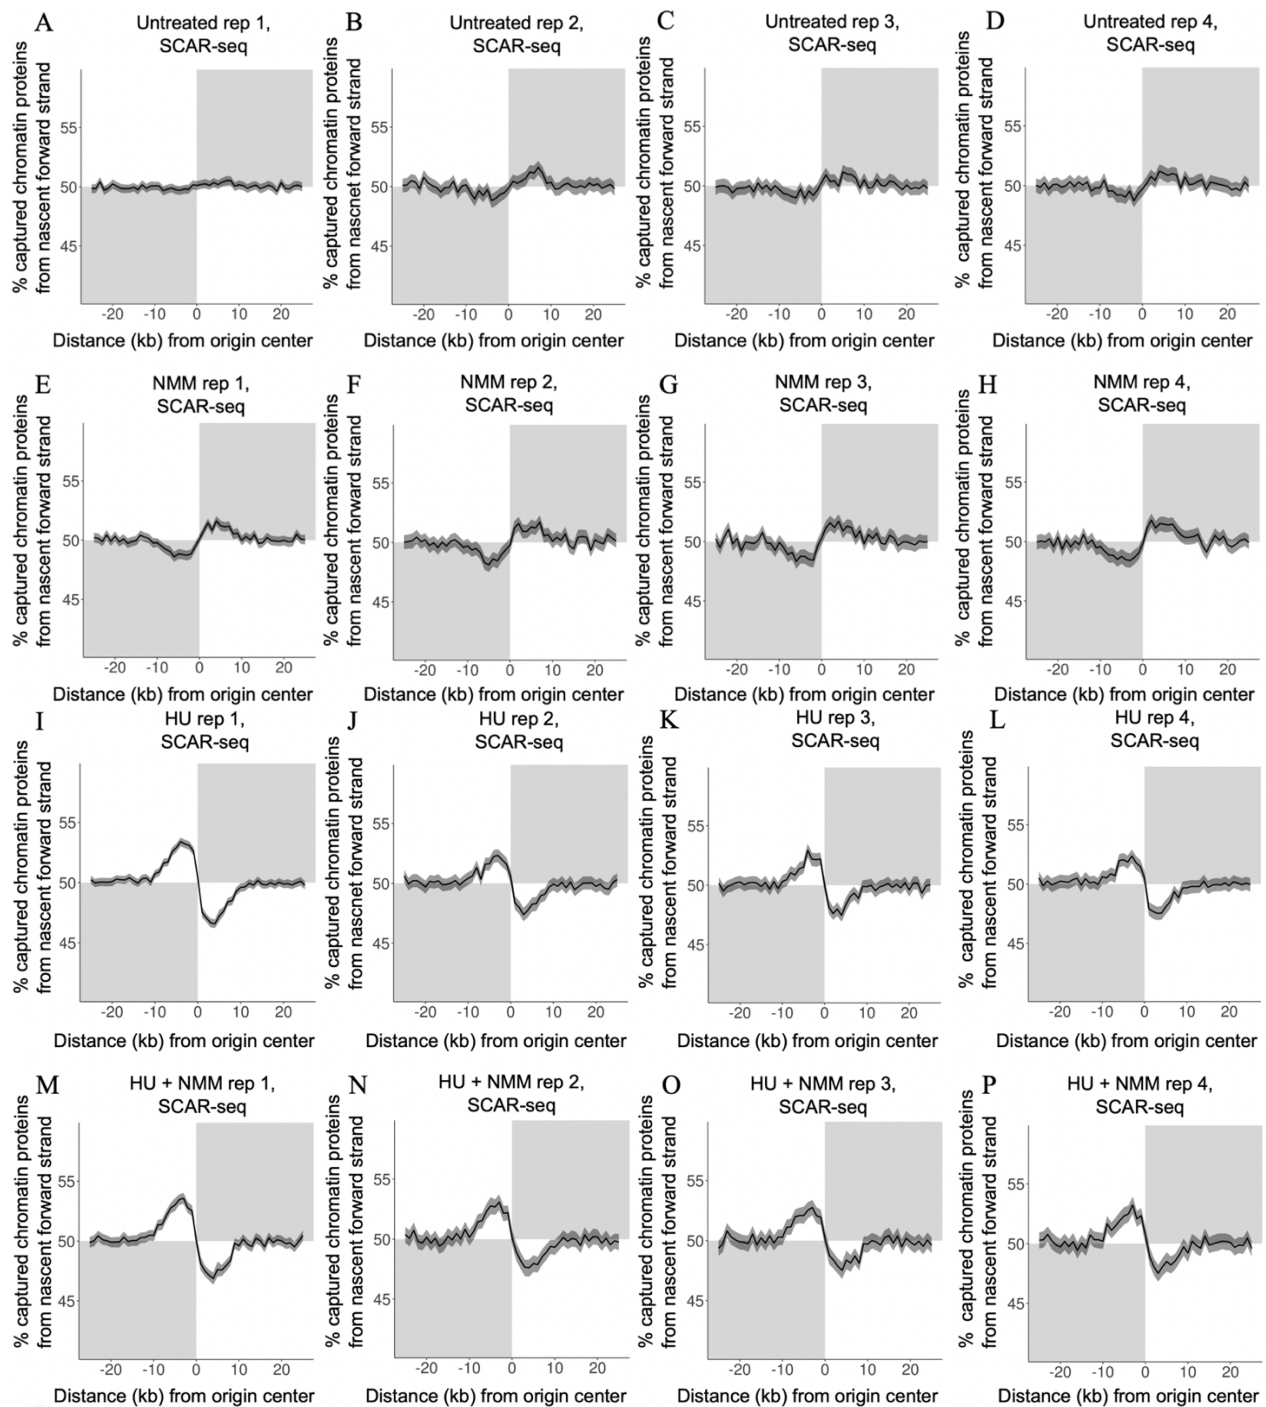 A
Untreated rep 1,
SCAR-seq
% captured chromatin proteins
from nascent forward strand
55
50
45
-20 -10 0 10 20
Distance (kb) from origin center
B
Untreated rep 2,
SCAR-seq
% captured chromatin proteins
from nascnet forward strand
55
50
45
-20 -10 0 10 20
Distance (kb) from origin center
C
Untreated rep 3,
SCAR-seq
% captured chromatin proteins
from nascent forward strand
55
50
45
-20 -10 0 10 20
Distance (kb) from origin center
D
Untreated rep 4,
SCAR-seq
% captured chromatin proteins
from nascent forward strand
55
50
45
-20 -10 0 10 20
Distance (kb) from origin center
E
NMM rep 1,
SCAR-seq
% captured chromatin proteins
from nascent forward strand
55
50
45
-20 -10 0 10 20
Distance (kb) from origin center
F
NMM rep 2,
SCAR-seq
% captured chromatin proteins
from nascent forward strand
55
50
45
-20 -10 0 10 20
Distance (kb) from origin center
G
NMM rep 3,
SCAR-seq
% captured chromatin proteins
from nascent forward strand
55
50
45
-20 -10 0 10 20
Distance (kb) from origin center
H
NMM rep 4,
SCAR-seq
% captured chromatin proteins
from nascent forward strand
55
50
45
-20 -10 0 10 20
Distance (kb) from origin center
I
HU rep 1,
SCAR-seq
% captured chromatin proteins
from nascent forward strand
55
50
45
-20 -10 0 10 20
Distance (kb) from origin center
J
HU rep 2,
SCAR-seq
% captured chromatin proteins
from nascnet forward strand
55
50
45
-20 -10 0 10 20
Distance (kb) from origin center
K
HU rep 3,
SCAR-seq
% captured chromatin proteins
from nascent forward strand
55
50
45
-20 -10 0 10 20
Distance (kb) from origin center
L
HU rep 4,
SCAR-seq
% captured chromatin proteins
from nascent forward strand
55
50
45
-20 -10 0 10 20
Distance (kb) from origin center
M
HU + NMM rep 1,
SCAR-seq
% captured chromatin proteins
from nascent forward strand
55
50
45
-20 -10 0 10 20
Distance (kb) from origin center
N
HU + NMM rep 2,
SCAR-seq
% captured chromatin proteins
from nascent forward strand
55
50
45
-20 -10 0 10 20
Distance (kb) from origin center
O
HU + NMM rep 3,
SCAR-seq
% captured chromatin proteins
from nascent forward strand
55
50
45
-20 -10 0 10 20
Distance (kb) from origin center
P
HU + NMM rep 4,
SCAR-seq
% captured chromatin proteins
from nascent forward strand
55
50
45
-20 -10 0 10 20
Distance (kb) from origin center